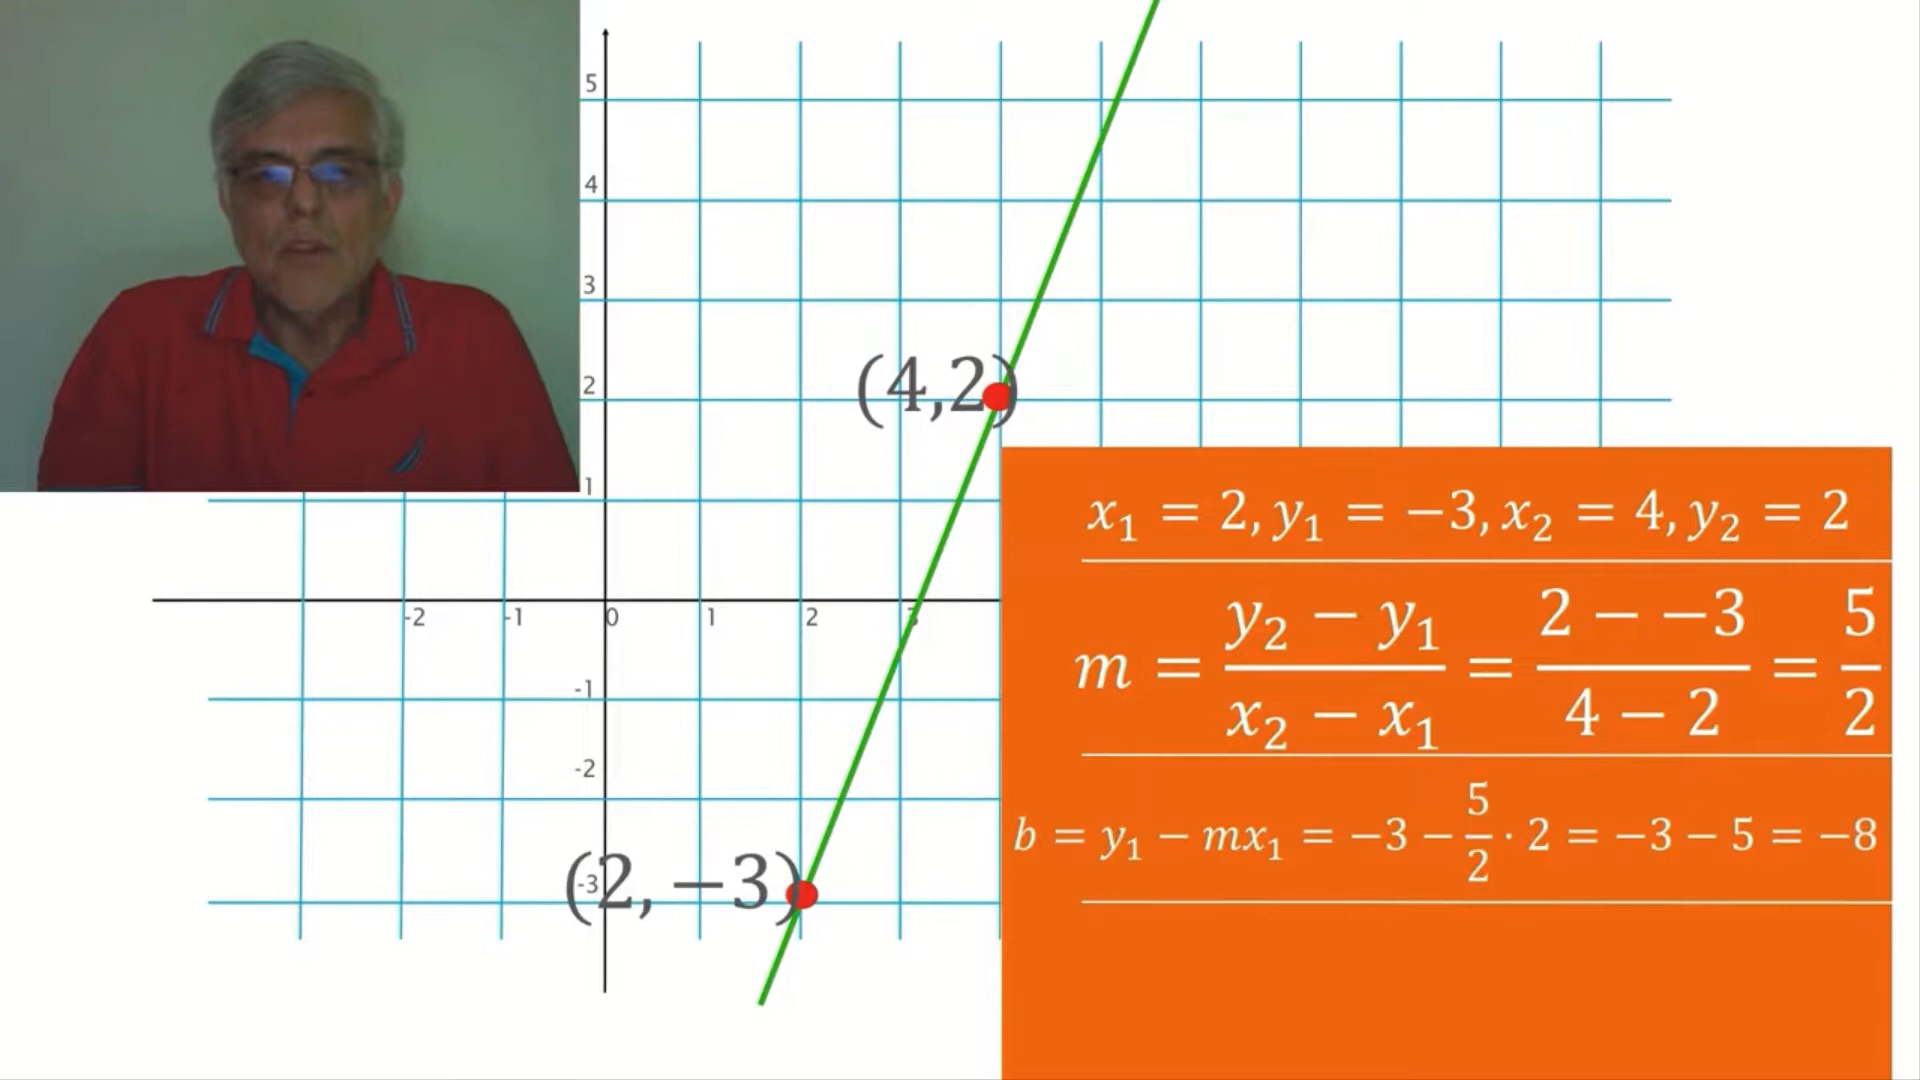 5
4
3
2
1
-2 -1 0 1 2 3
-1
-2
-3
(4,2)
(2, −3)
x₁ = 2, y₁ = −3, x₂ = 4, y₂ = 2
m = (y₂ − y₁)/(x₂ − x₁) = (2 − −3)/(4 − 2) = 5/2
b = y₁ − mx₁ = −3 − 5/2 · 2 = −3 − 5 = −8